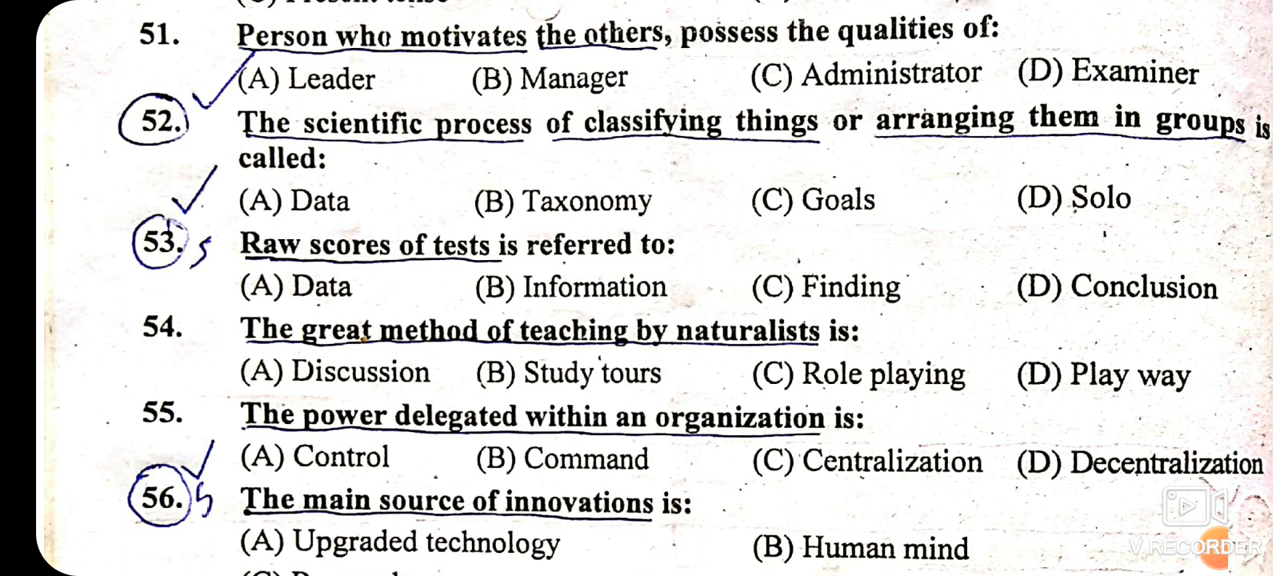 51. Person who motivates the others, possess the qualities of:
(A) Leader (B) Manager (C) Administrator (D) Examiner
52. The scientific process of classifying things or arranging them in groups is
called:
(A) Data (B) Taxonomy (C) Goals (D) Solo
53. Raw scores of tests is referred to:
(A) Data (B) Information (C) Finding (D) Conclusion
54. The great method of teaching by naturalists is:
(A) Discussion (B) Study tours (C) Role playing (D) Play way
55. The power delegated within an organization is:
(A) Control (B) Command (C) Centralization (D) Decentralization
56. The main source of innovations is:
(A) Upgraded technology (B) Human mind
V RECORDER